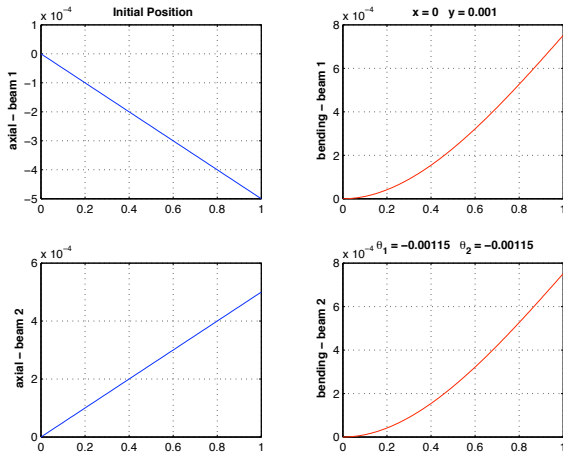 Initial Position
x 10⁻⁴
1
0
−1
−2
−3
−4
−5
0 0.2 0.4 0.6 0.8 1
axial − beam 1
x = 0 y = 0.001
x 10⁻⁴
8
6
4
2
0
0 0.2 0.4 0.6 0.8 1
bending − beam 1
x 10⁻⁴
6
4
2
0
0 0.2 0.4 0.6 0.8 1
axial − beam 2
θ₁ = −0.00115 θ₂ = −0.00115
x 10⁻⁴
8
6
4
2
0
0 0.2 0.4 0.6 0.8 1
bending − beam 2